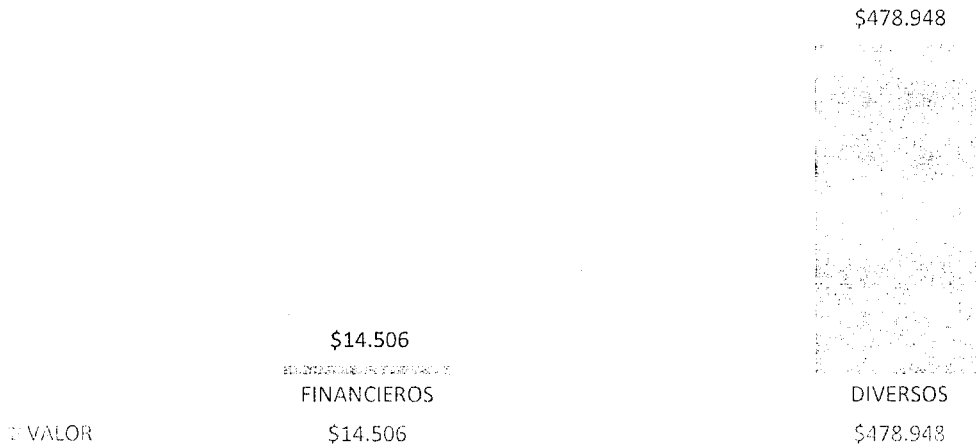 $478.948
$14.506
FINANCIEROS DIVERSOS
VALOR $14.506 $478.948